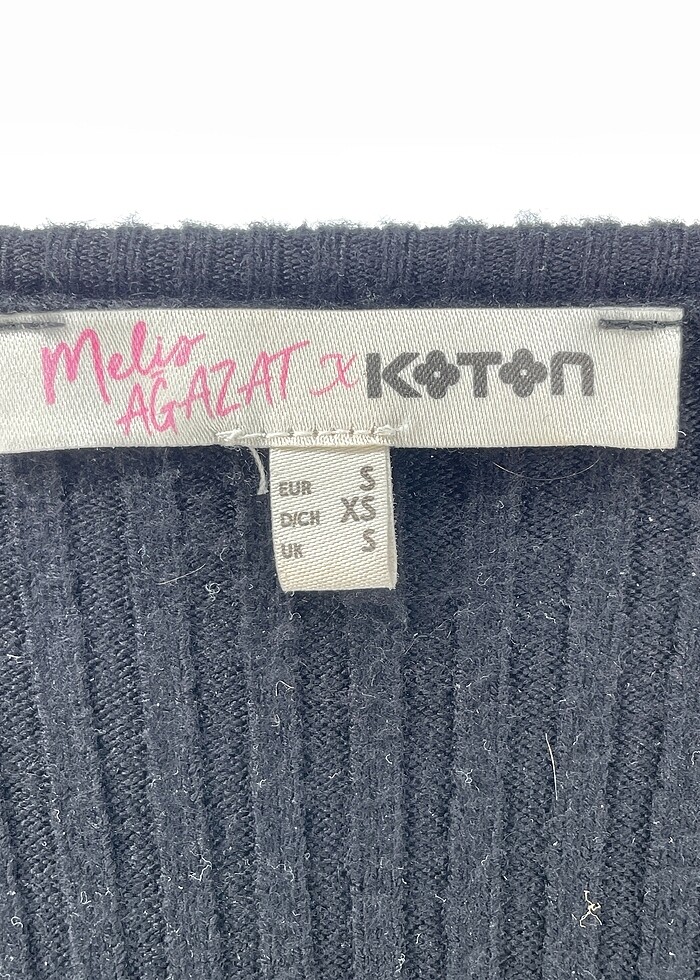 Melis AĞAZAT X KOTON
EUR S
D/CH XS
UK S